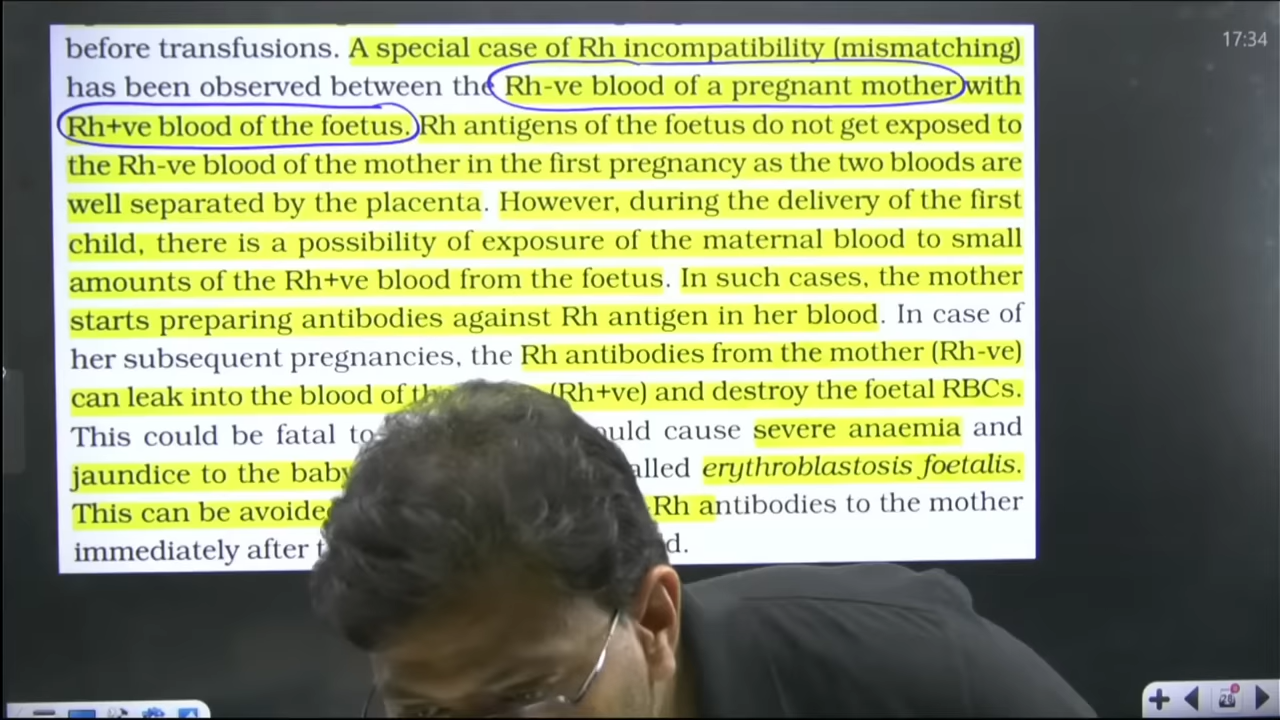 before transfusions. A special case of Rh incompatibility (mismatching)
has been observed between the Rh-ve blood of a pregnant mother with
Rh+ve blood of the foetus. Rh antigens of the foetus do not get exposed to
the Rh-ve blood of the mother in the first pregnancy as the two bloods are
well separated by the placenta. However, during the delivery of the first
child, there is a possibility of exposure of the maternal blood to small
amounts of the Rh+ve blood from the foetus. In such cases, the mother
starts preparing antibodies against Rh antigen in her blood. In case of
her subsequent pregnancies, the Rh antibodies from the mother (Rh-ve)
can leak into the blood of (Rh+ve) and destroy the foetal RBCs.
This could be fatal to cause severe anaemia and
jaundice to the baby erythroblastosis foetalis.
This can be Rh antibodies to the mother
immediately after
17:34
28